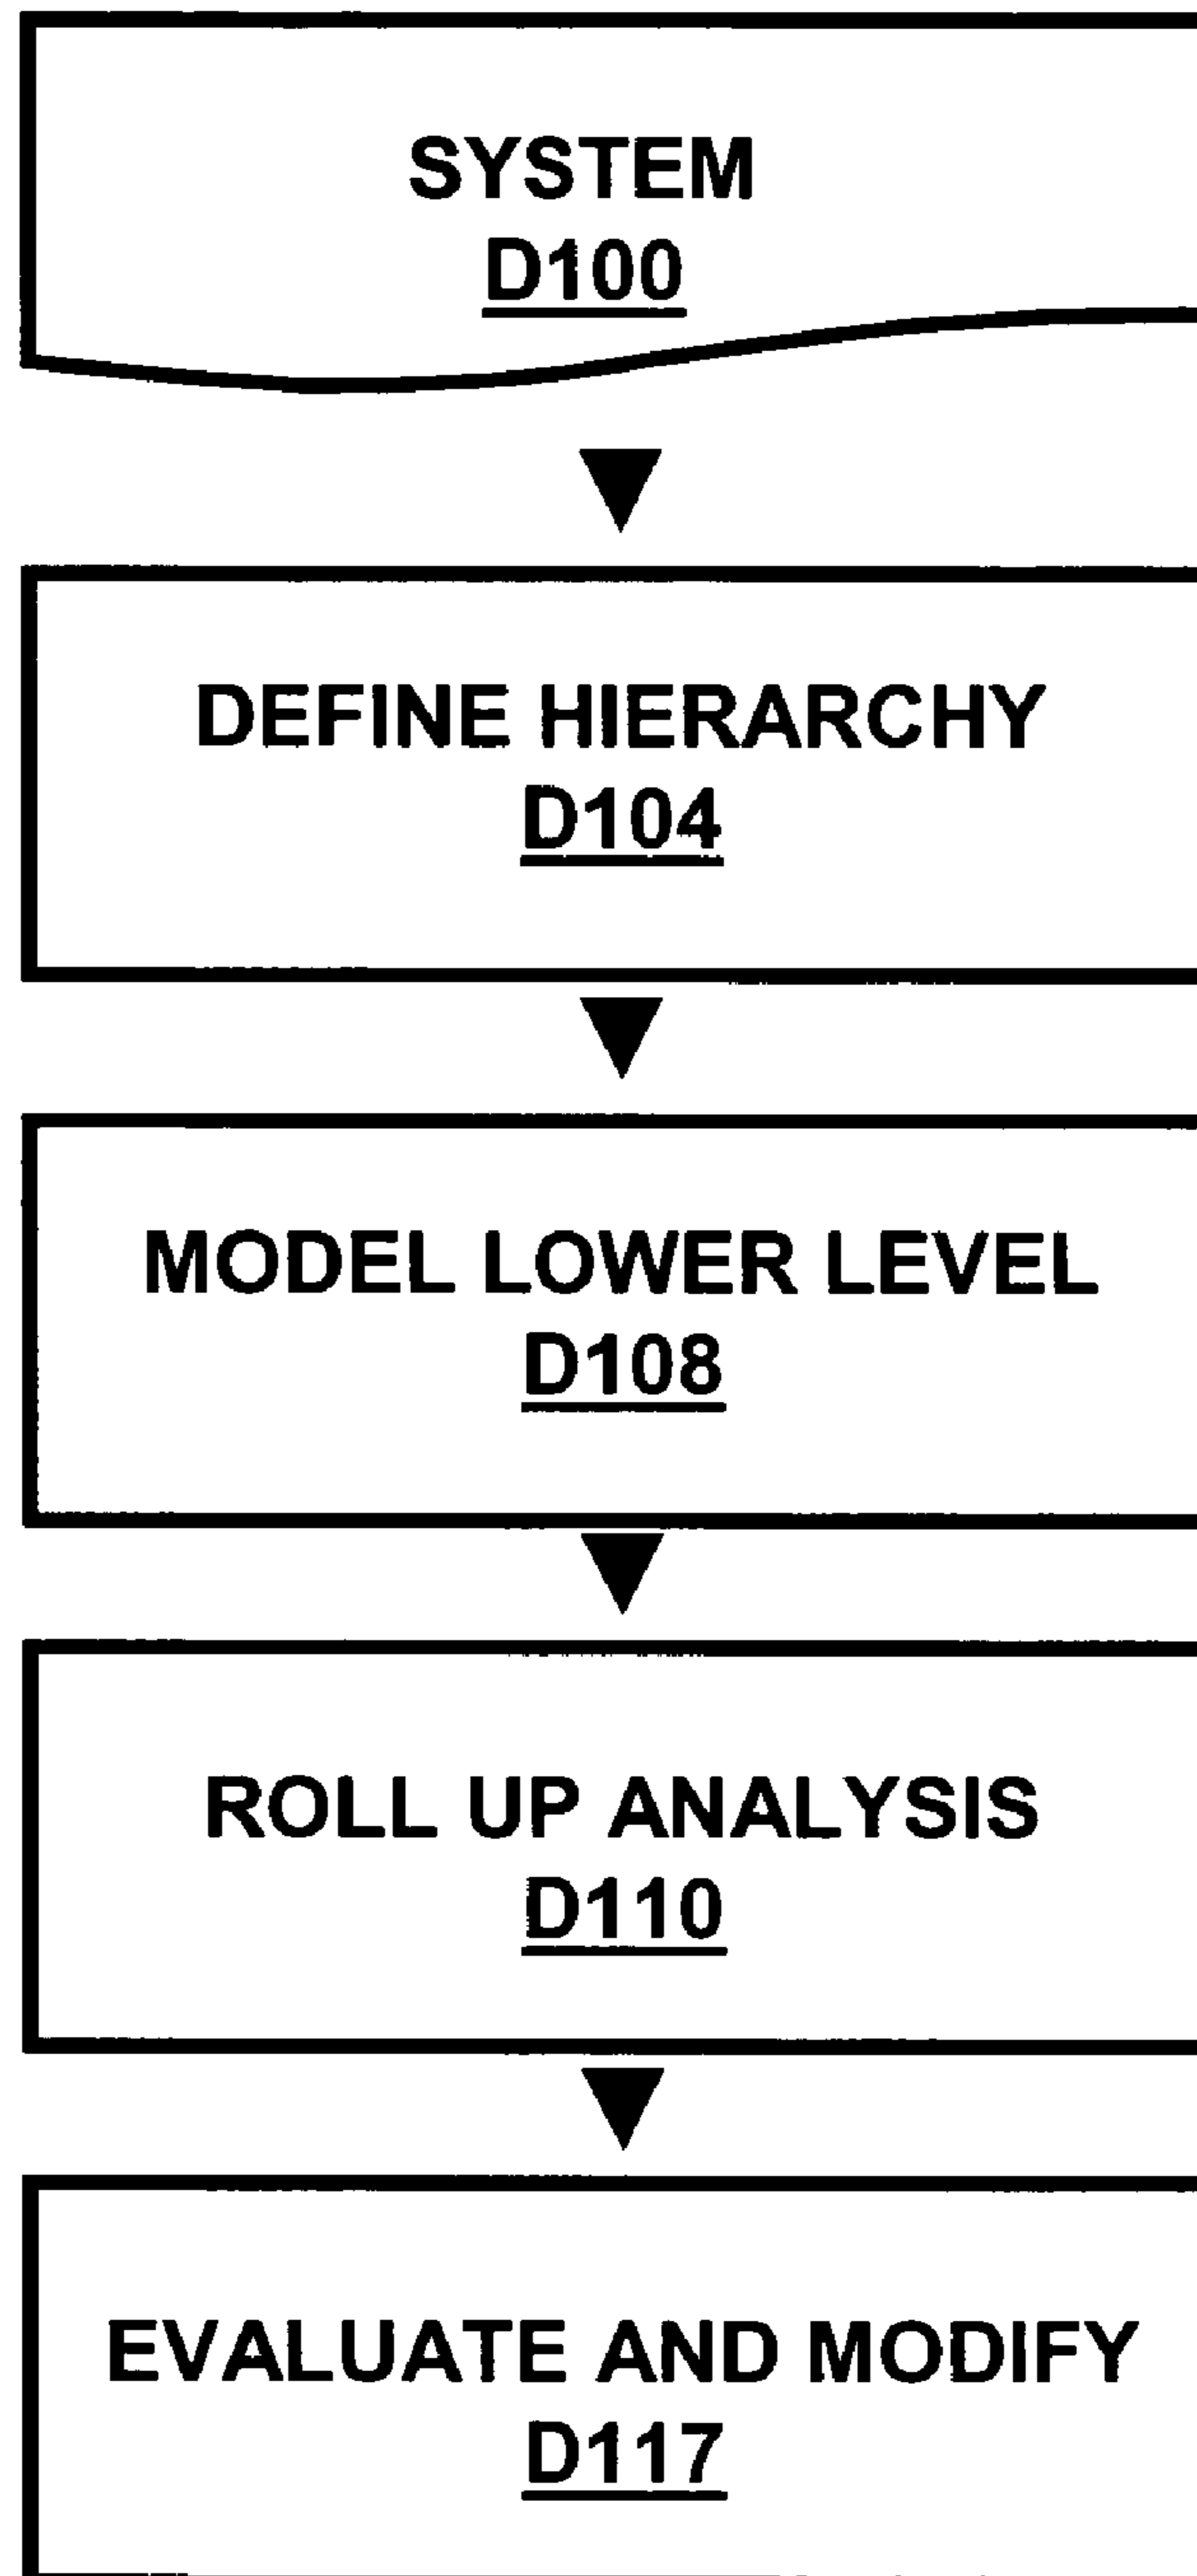 SYSTEM
D100
DEFINE HIERARCHY
D104
MODEL LOWER LEVEL
D108
ROLL UP ANALYSIS
D110
EVALUATE AND MODIFY
D117